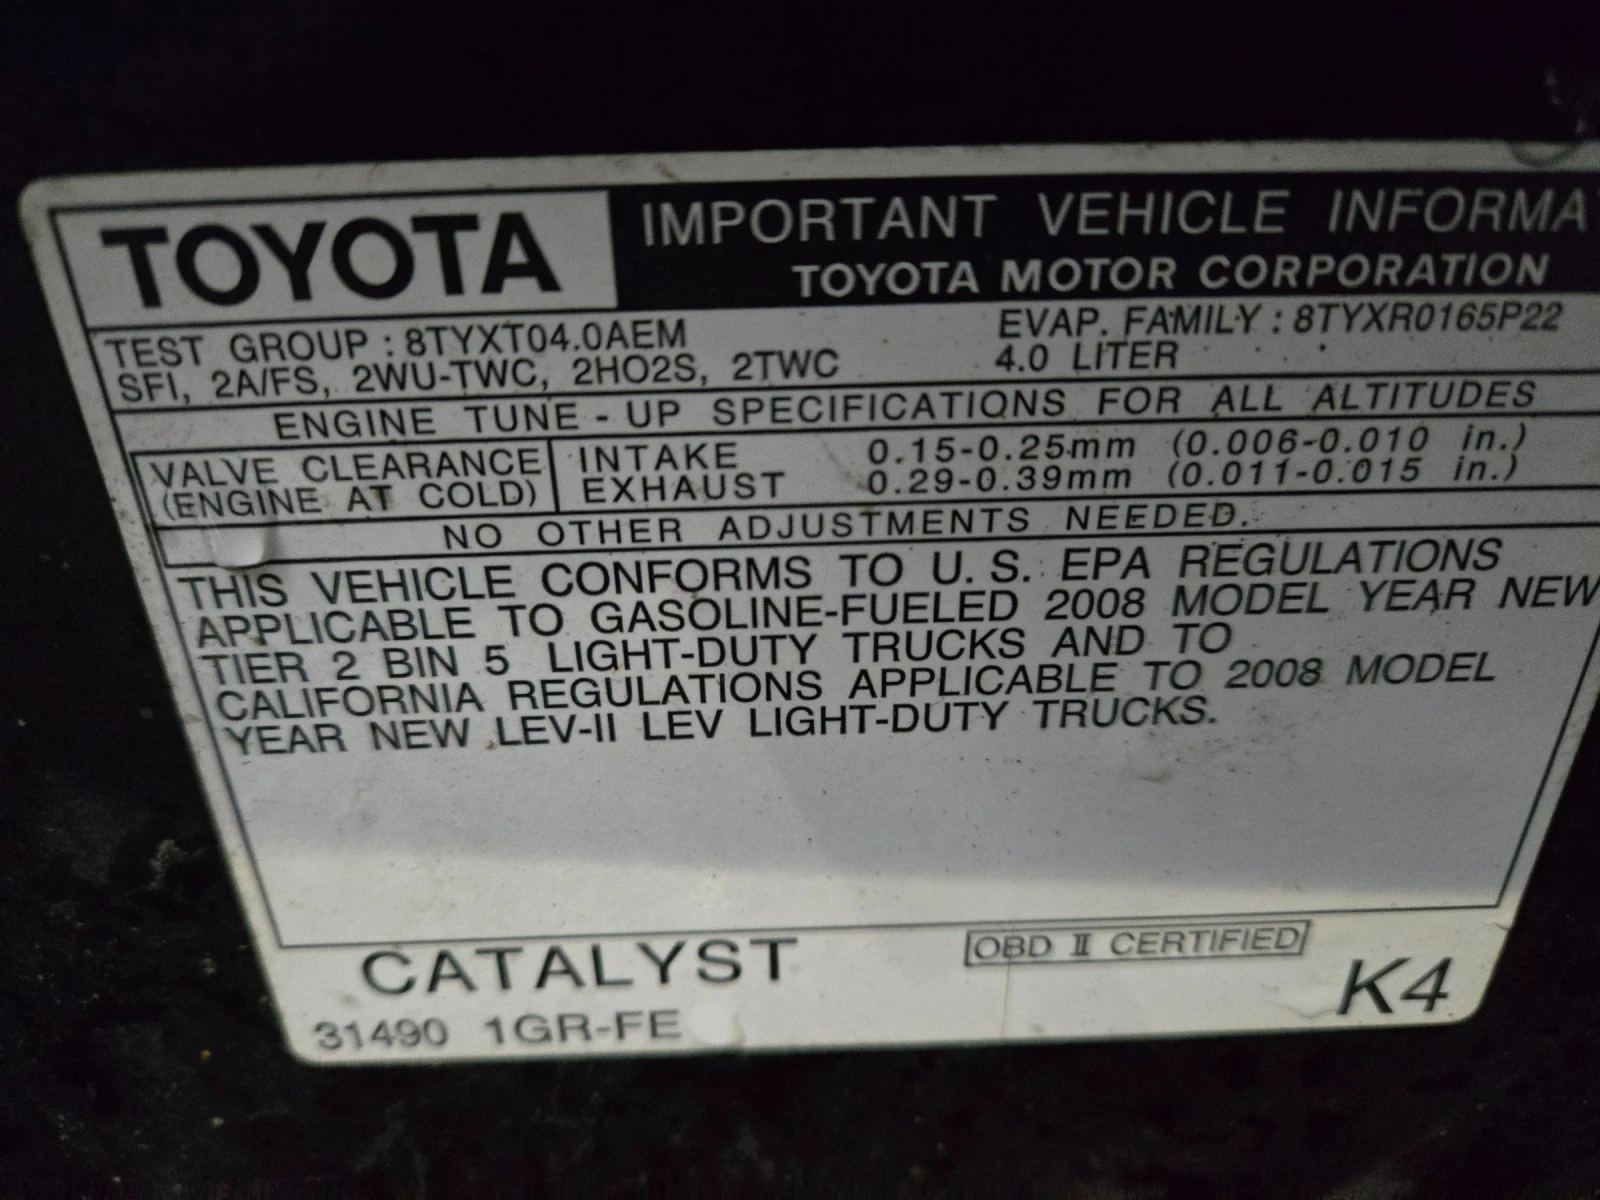 TOYOTA
IMPORTANT VEHICLE INFORMA
TOYOTA MOTOR CORPORATION
TEST GROUP : 8TYXT04.0AEM
EVAP. FAMILY : 8TYXR0165P22
SFI, 2A/FS, 2WU-TWC, 2HO2S, 2TWC
4.0 LITER
ENGINE TUNE - UP SPECIFICATIONS FOR ALL ALTITUDES
VALVE CLEARANCE
(ENGINE AT COLD)
INTAKE 0.15-0.25mm (0.006-0.010 in.)
EXHAUST 0.29-0.39mm (0.011-0.015 in.)
NO OTHER ADJUSTMENTS NEEDED.
THIS VEHICLE CONFORMS TO U.S. EPA REGULATIONS
APPLICABLE TO GASOLINE-FUELED 2008 MODEL YEAR NEW
TIER 2 BIN 5 LIGHT-DUTY TRUCKS AND TO
CALIFORNIA REGULATIONS APPLICABLE TO 2008 MODEL
YEAR NEW LEV-II LEV LIGHT-DUTY TRUCKS.
CATALYST
OBD II CERTIFIED
K4
31490 1GR-FE